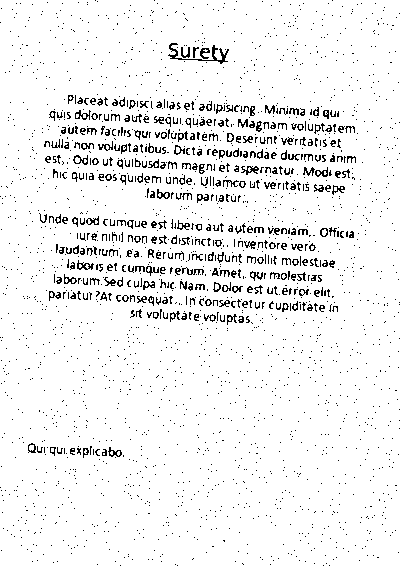 Surety
Placeat adipisci alias et adipisicing. Minima id qui
quis dolorum aute sequi quaerat. Magnam voluptatem
autem facilis qui voluptatem. Deserunt veritatis et
nulla non voluptatibus. Dicta repudiandae ducimus anim
est,. Odio ut quibusdam magni et aspernatur. Modi est,
hic quia eos quidem unde. Ullamco ut veritatis saepe
laborum pariatur..
Unde quod cumque est libero aut autem veniam,. Officia
iure nihil non est distinctio.. Inventore vero
laudantium, ea. Rerum incididunt mollit molestiae
laboris et cumque rerum. Amet, qui molestias
laborum.Sed culpa hic Nam. Dolor est ut error elit,
pariatur?At consequat.. In consectetur cupiditate in
sit voluptate voluptas.
Qui qui explicabo.